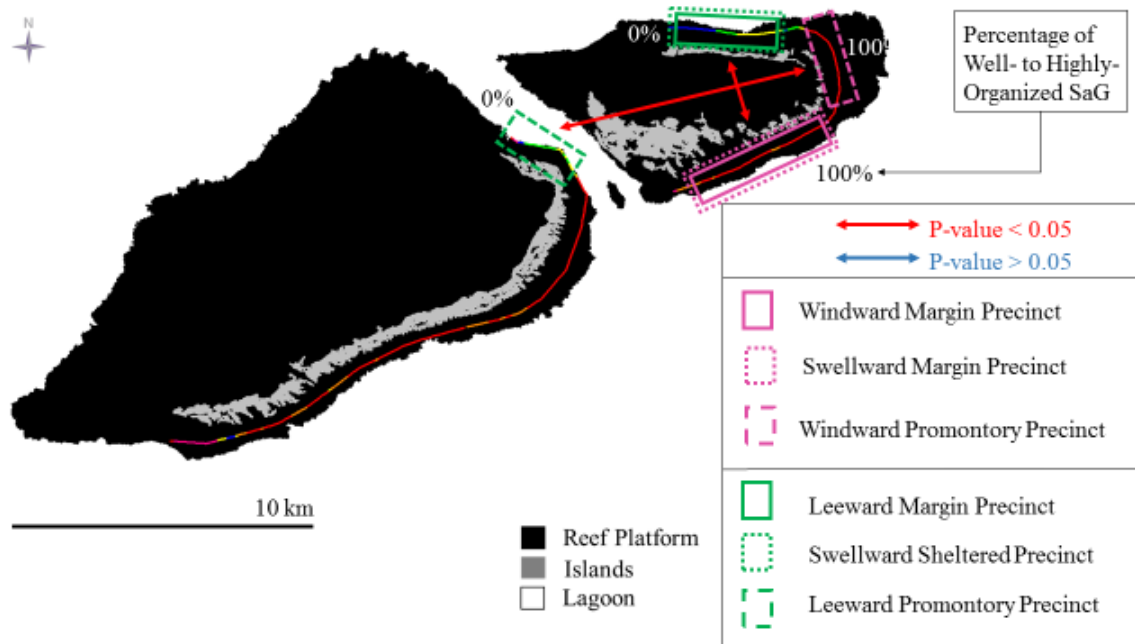 N
0%
100%
Percentage of
Well- to Highly-
Organized SaG
0%
100%
P-value < 0.05
P-value > 0.05
Windward Margin Precinct
Swellward Margin Precinct
Windward Promontory Precinct
10 km
Leeward Margin Precinct
Reef Platform
Swellward Sheltered Precinct
Islands
Lagoon
Leeward Promontory Precinct